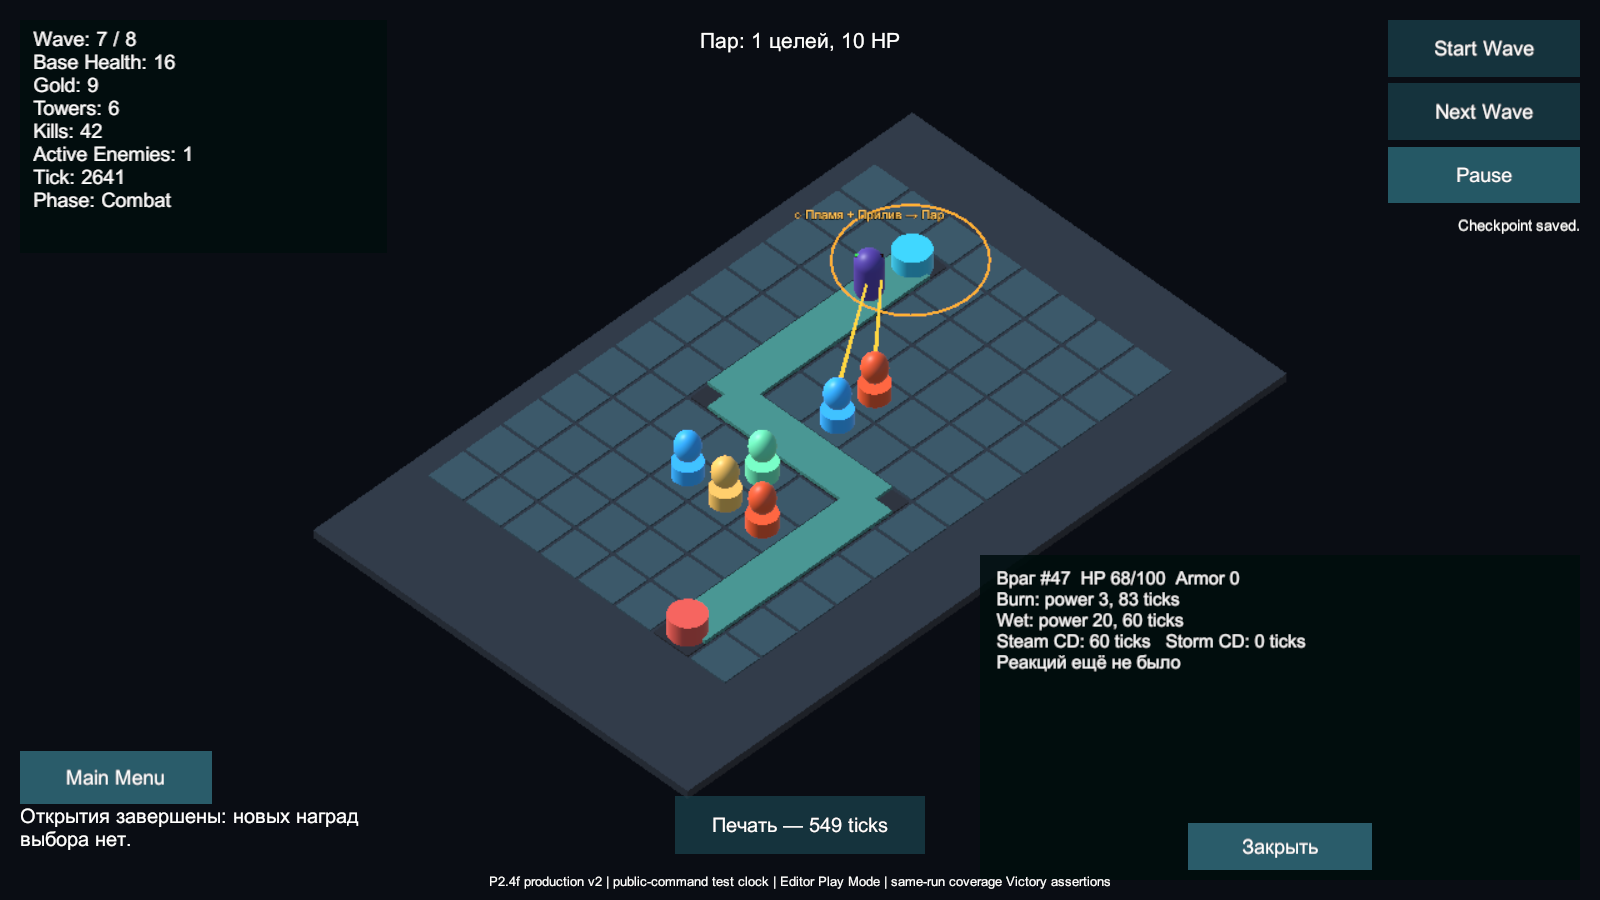 Wave: 7 / 8
Base Health: 16
Gold: 9
Towers: 6
Kills: 42
Active Enemies: 1
Tick: 2641
Phase: Combat
Пар: 1 целей, 10 HP
Start Wave
Next Wave
Pause
Checkpoint saved.
Пламя + Прилив → Пар
Враг #47 HP 68/100 Armor 0
Burn: power 3, 83 ticks
Wet: power 20, 60 ticks
Steam CD: 60 ticks Storm CD: 0 ticks
Реакций ещё не было
Закрыть
Main Menu
Открытия завершены: новых наград
выбора нет.
Печать — 549 ticks
P2.4f production v2 | public-command test clock | Editor Play Mode | same-run coverage Victory assertions